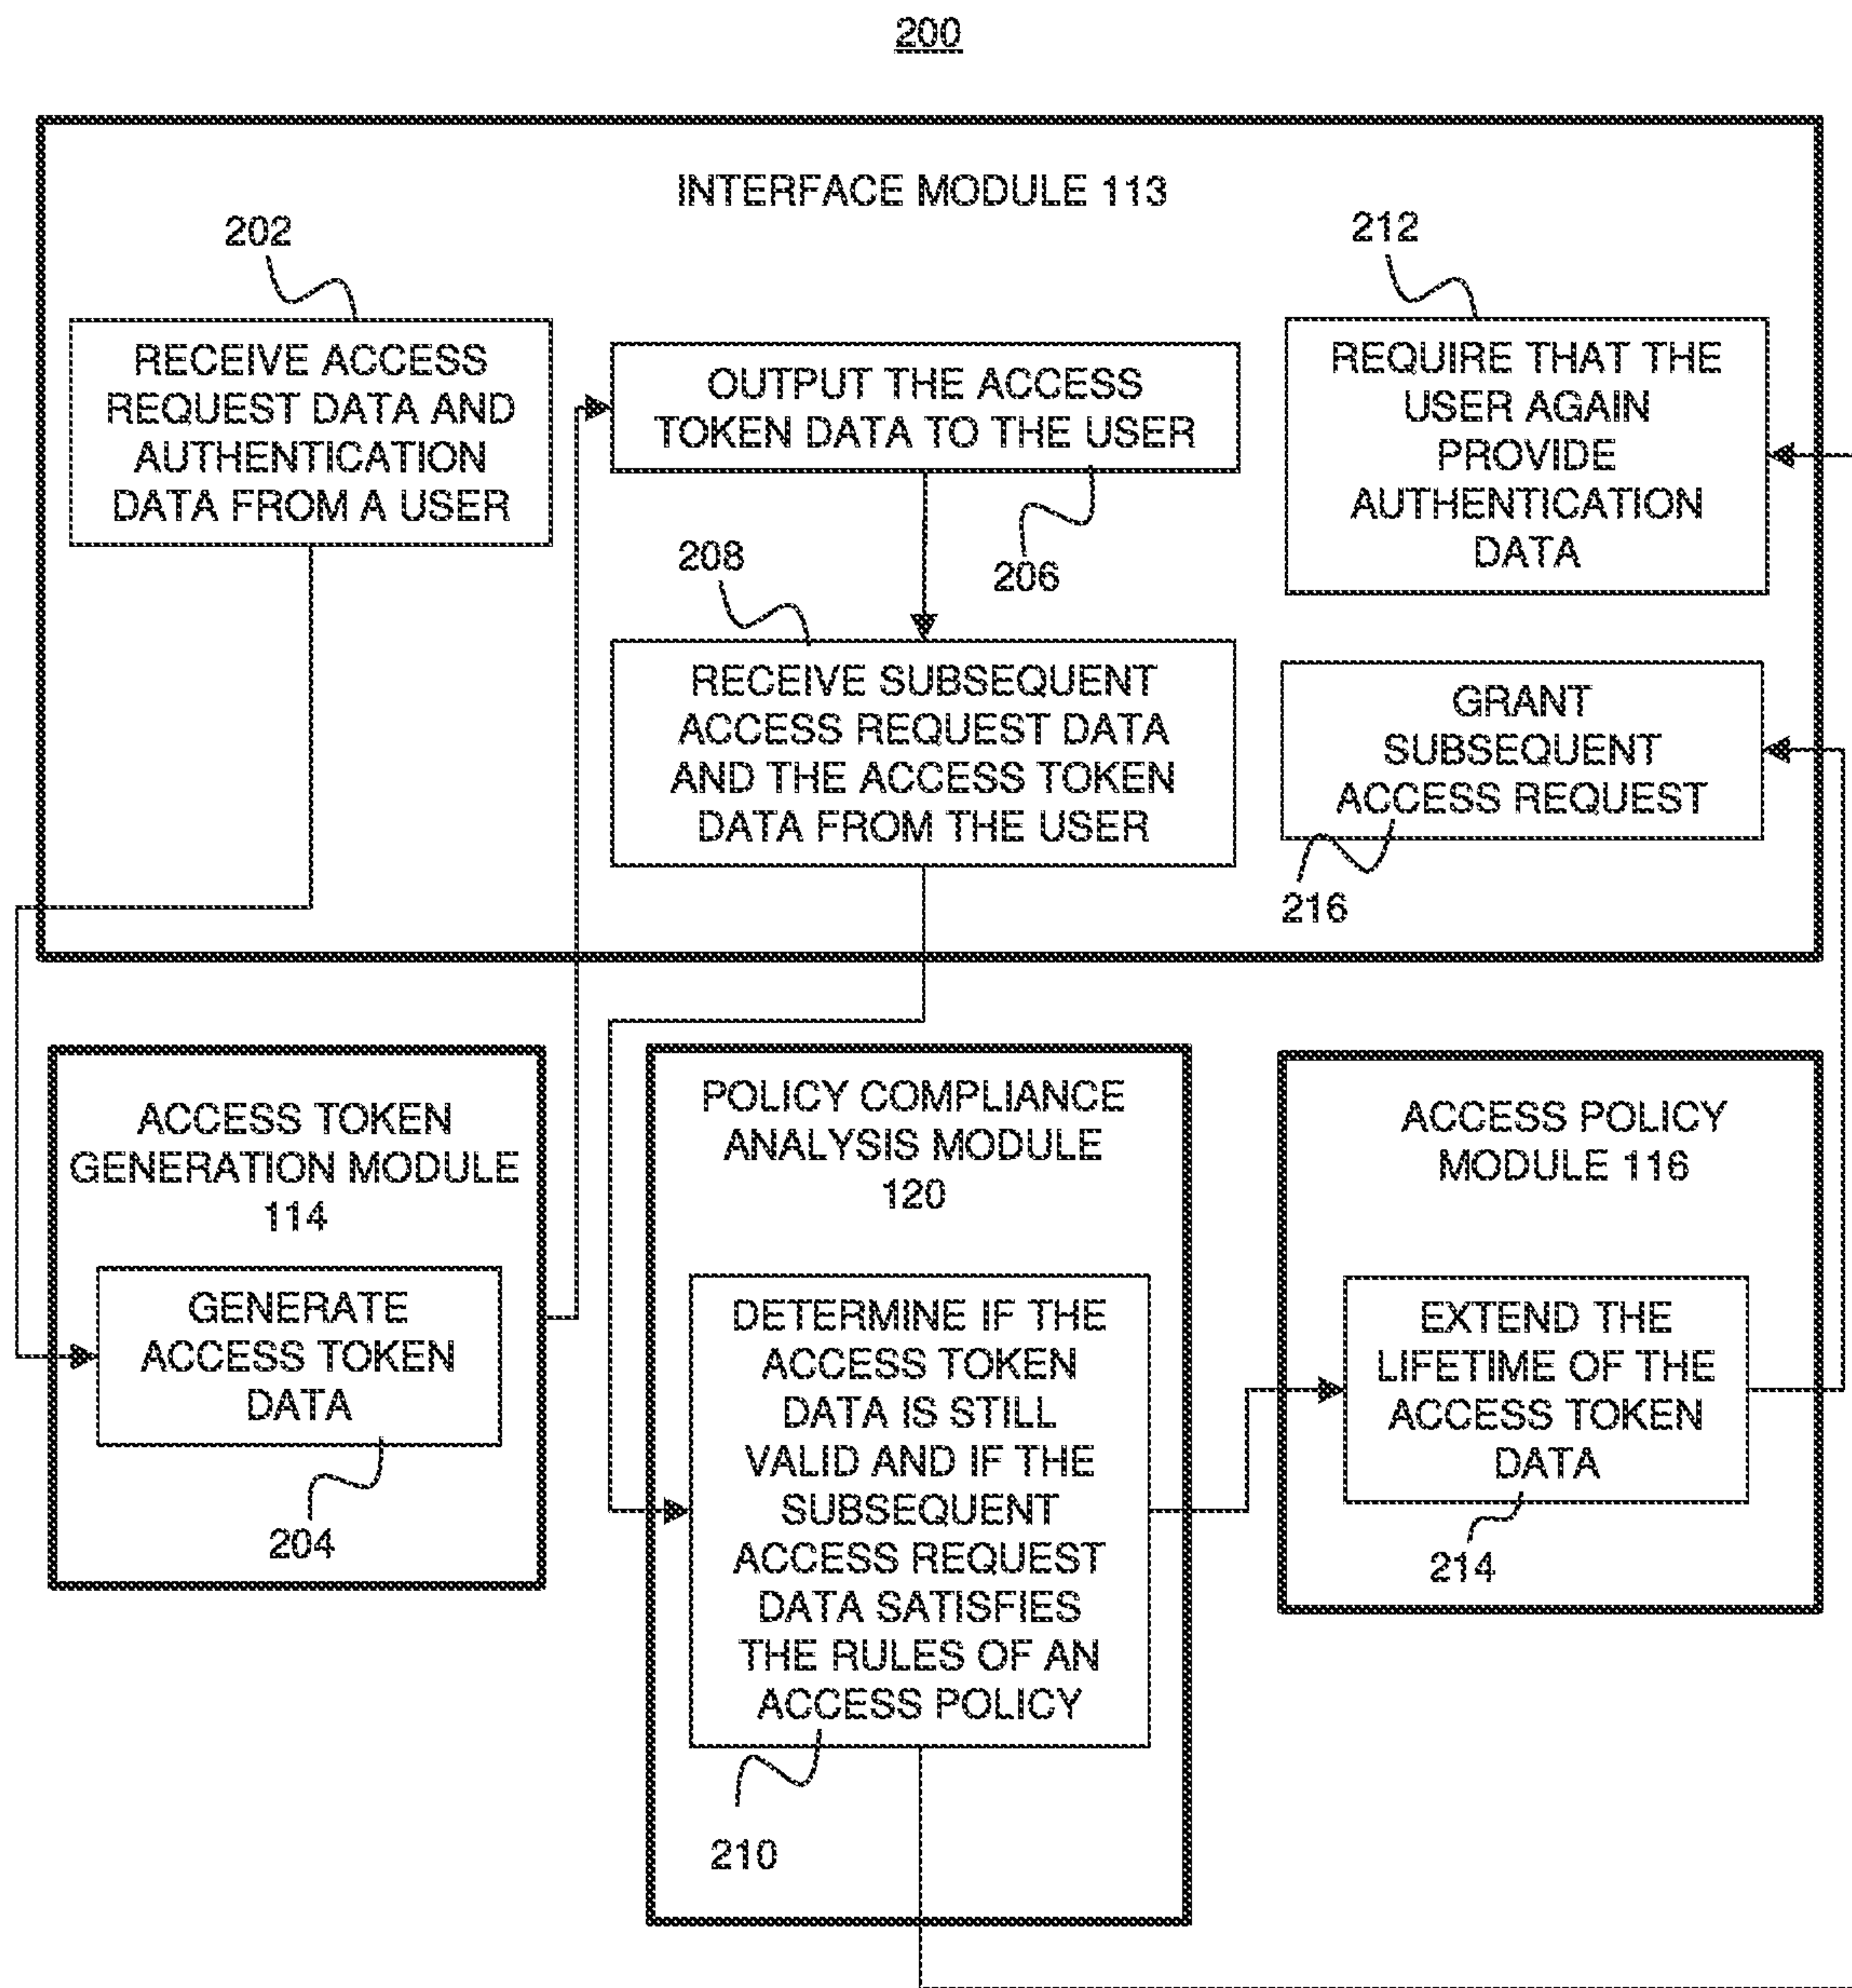 200
INTERFACE MODULE 113
202
RECEIVE ACCESS
REQUEST DATA AND
AUTHENTICATION
DATA FROM A USER
OUTPUT THE ACCESS
TOKEN DATA TO THE USER
206
208
RECEIVE SUBSEQUENT
ACCESS REQUEST DATA
AND THE ACCESS TOKEN
DATA FROM THE USER
212
REQUIRE THAT THE
USER AGAIN
PROVIDE
AUTHENTICATION
DATA
GRANT
SUBSEQUENT
ACCESS REQUEST
216
ACCESS TOKEN
GENERATION MODULE
114
GENERATE
ACCESS TOKEN
DATA
204
POLICY COMPLIANCE
ANALYSIS MODULE
120
DETERMINE IF THE
ACCESS TOKEN
DATA IS STILL
VALID AND IF THE
SUBSEQUENT
ACCESS REQUEST
DATA SATISFIES
THE RULES OF AN
ACCESS POLICY
210
ACCESS POLICY
MODULE 116
EXTEND THE
LIFETIME OF THE
ACCESS TOKEN
DATA
214